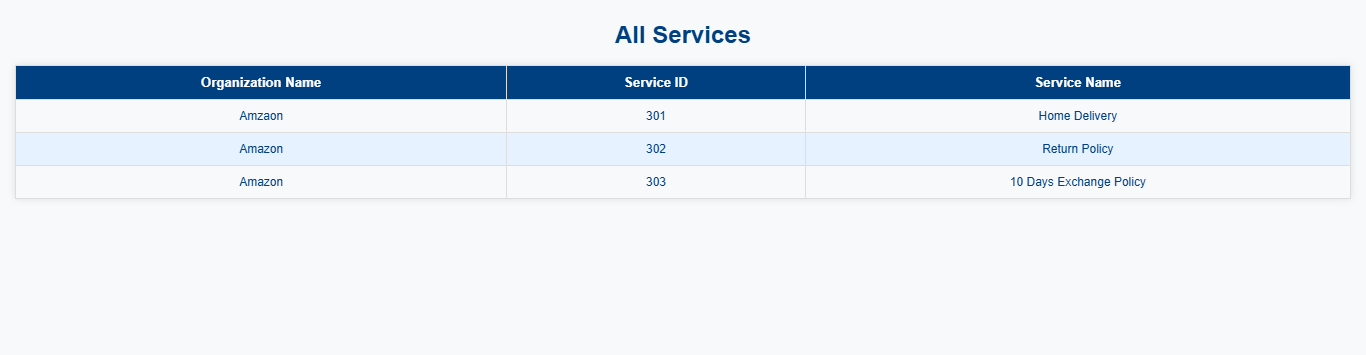 All Services
Organization Name Service ID Service Name
Amzaon 301 Home Delivery
Amazon 302 Return Policy
Amazon 303 10 Days Exchange Policy